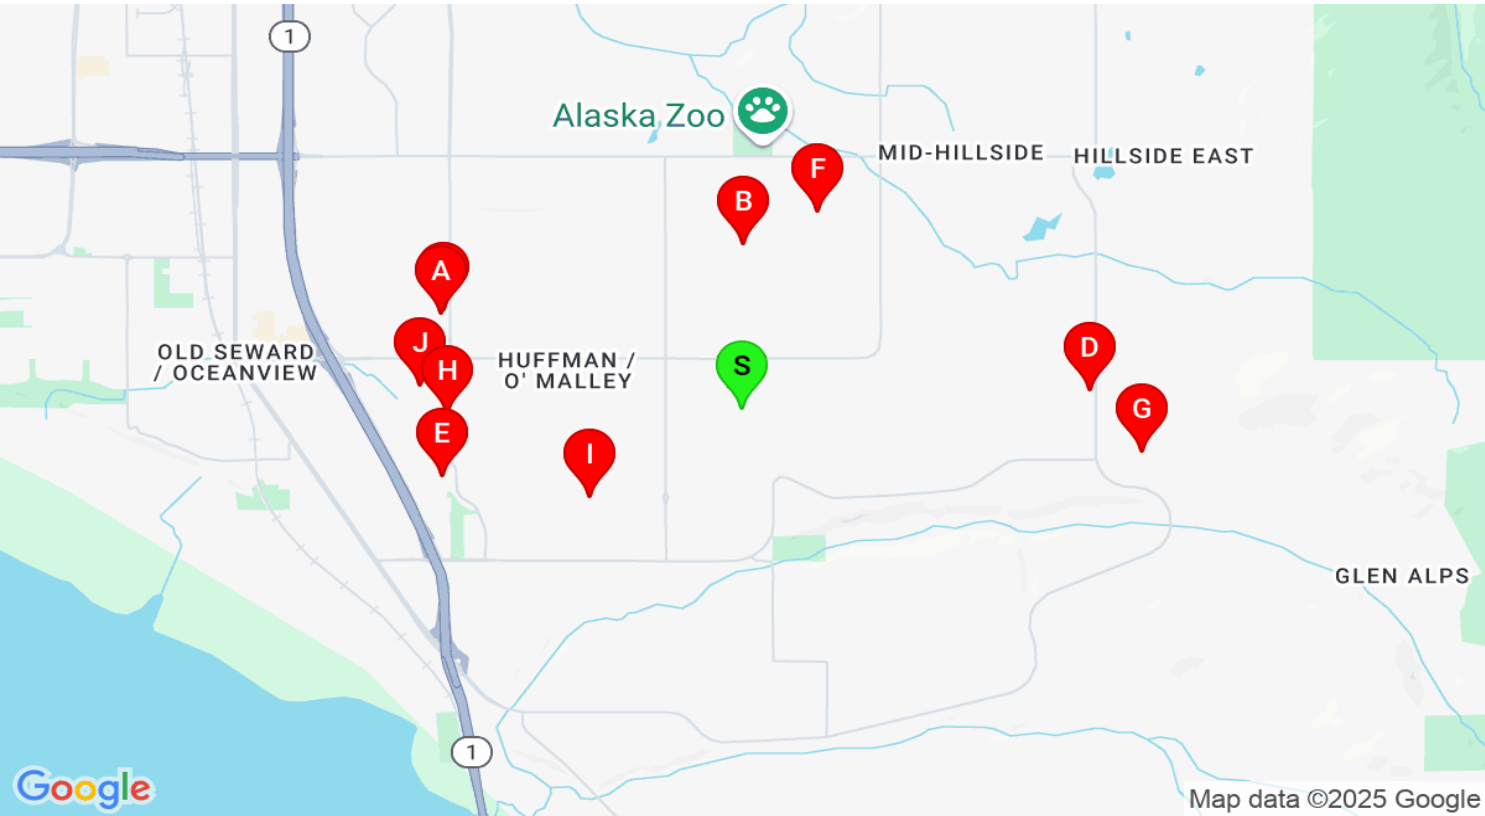 1
Alaska Zoo
MID-HILLSIDE
HILLSIDE EAST
F
B
A
J
H
E
OLD SEWARD
/ OCEANVIEW
HUFFMAN /
O' MALLEY
S
D
G
I
GLEN ALPS
1
Google
Map data ©2025 Google